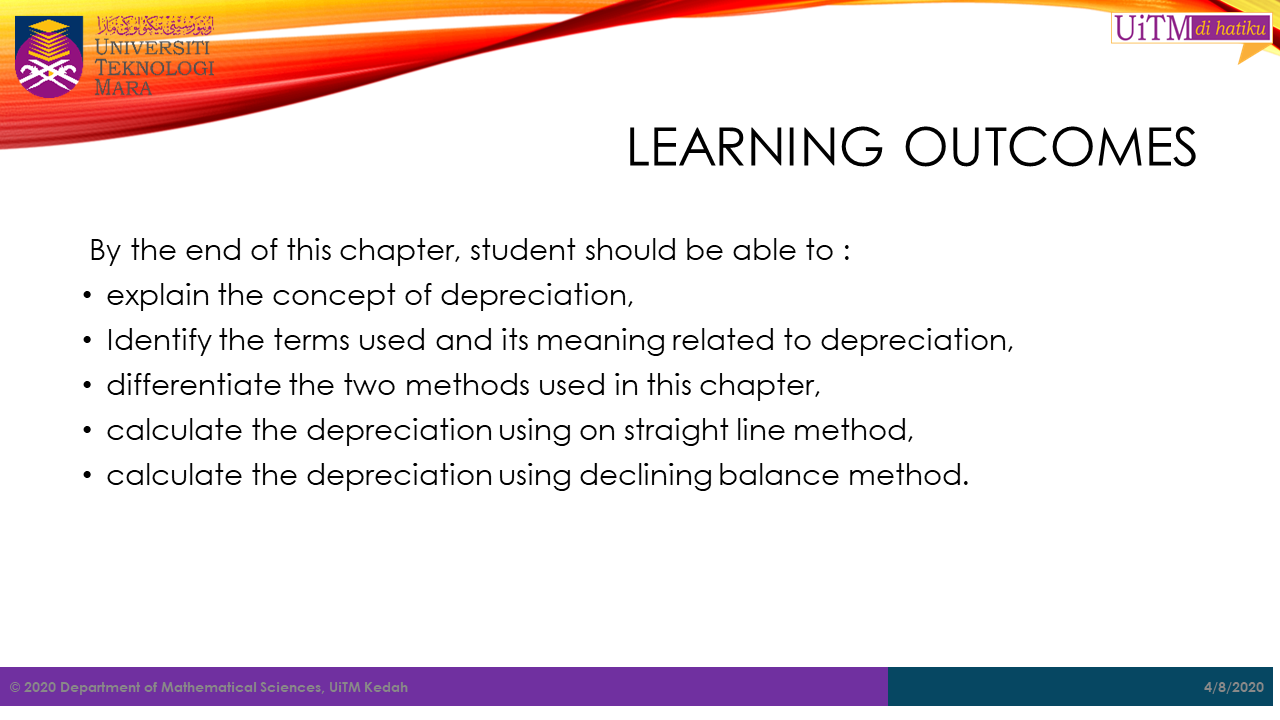 اونيۏرسيتي تيکنولوݢي مارا
UNIVERSITI
TEKNOLOGI
MARA
UiTM di hatiku
LEARNING OUTCOMES
By the end of this chapter, student should be able to :
• explain the concept of depreciation,
• Identify the terms used and its meaning related to depreciation,
• differentiate the two methods used in this chapter,
• calculate the depreciation using on straight line method,
• calculate the depreciation using declining balance method.
© 2020 Department of Mathematical Sciences, UiTM Kedah
4/8/2020